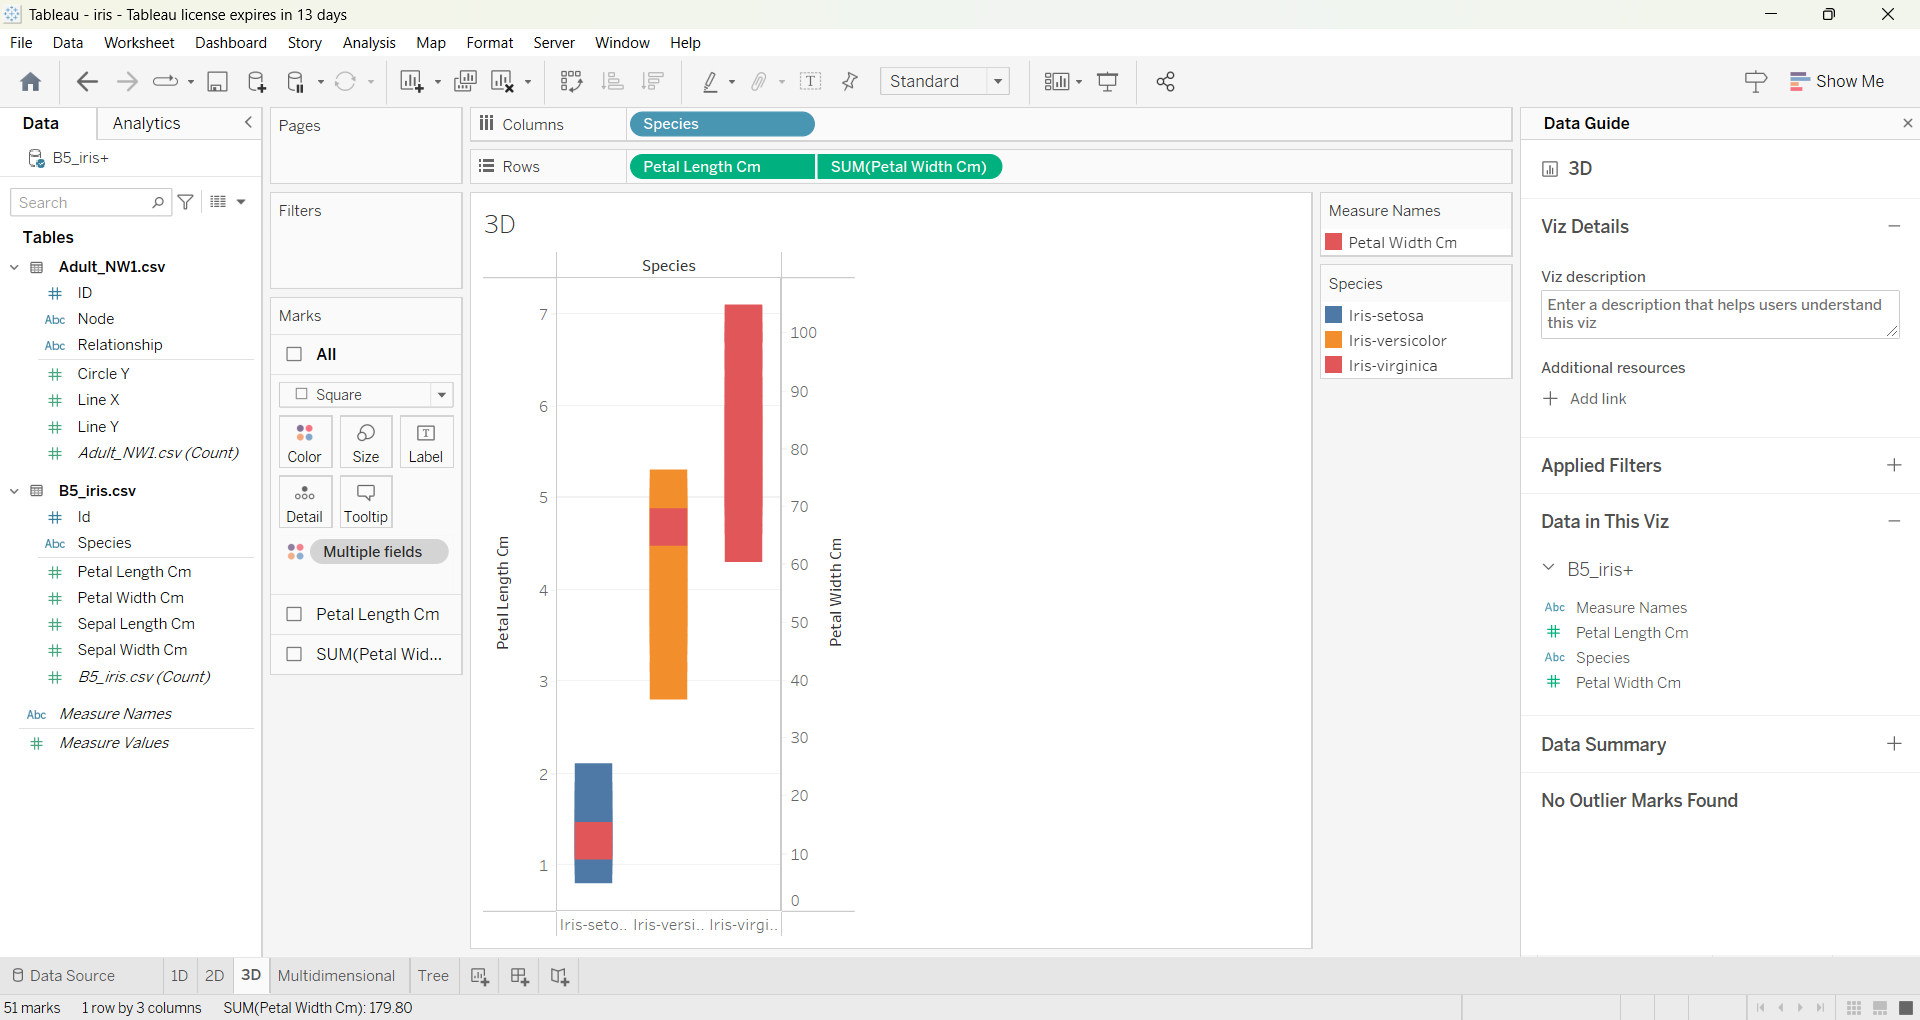 Tableau - iris - Tableau license expires in 13 days
File Data Worksheet Dashboard Story Analysis Map Format Server Window Help
Standard
Show Me
Data Analytics
B5_iris+
Search
Tables
Adult_NW1.csv
ID
Abc Node
Abc Relationship
Circle Y
Line X
Line Y
Adult_NW1.csv (Count)
B5_iris.csv
Id
Abc Species
Petal Length Cm
Petal Width Cm
Sepal Length Cm
Sepal Width Cm
B5_iris.csv (Count)
Abc Measure Names
Measure Values
Pages
Filters
Marks
All
Square
Color Size Label
Detail Tooltip
Multiple fields
Petal Length Cm
SUM(Petal Wid...
Columns Species
Rows Petal Length Cm SUM(Petal Width Cm)
3D
Species
7
6
5
4
3
2
1
Petal Length Cm
100
90
80
70
60
50
40
30
20
10
0
Petal Width Cm
Iris-seto.. Iris-versi.. Iris-virgi..
Measure Names
Petal Width Cm
Species
Iris-setosa
Iris-versicolor
Iris-virginica
Data Guide
3D
Viz Details
Viz description
Enter a description that helps users understand
this viz
Additional resources
Add link
Applied Filters
Data in This Viz
B5_iris+
Abc Measure Names
Petal Length Cm
Abc Species
Petal Width Cm
Data Summary
No Outlier Marks Found
Data Source 1D 2D 3D Multidimensional Tree
51 marks 1 row by 3 columns SUM(Petal Width Cm): 179.80